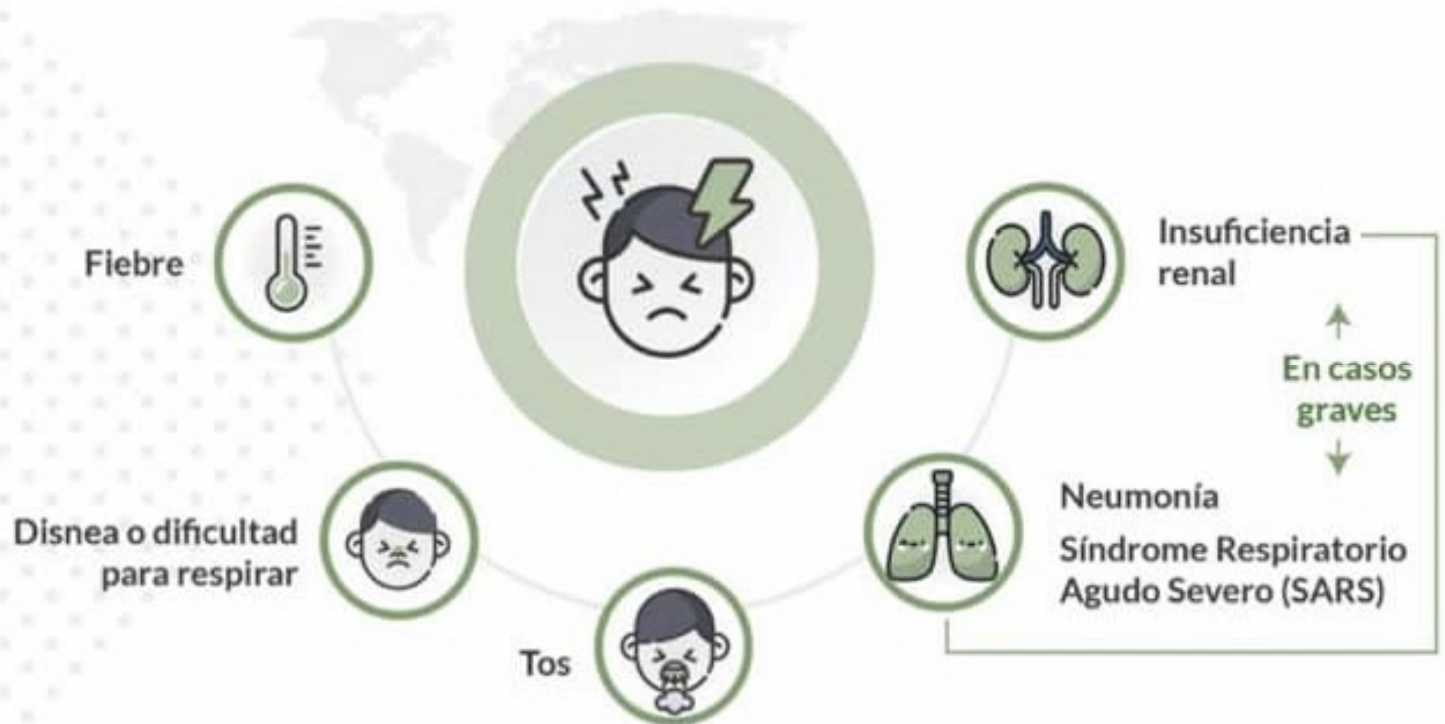 Fiebre
Disnea o dificultad
para respirar
Tos
Neumonía
Síndrome Respiratorio
Agudo Severo (SARS)
En casos
graves
Insuficiencia
renal